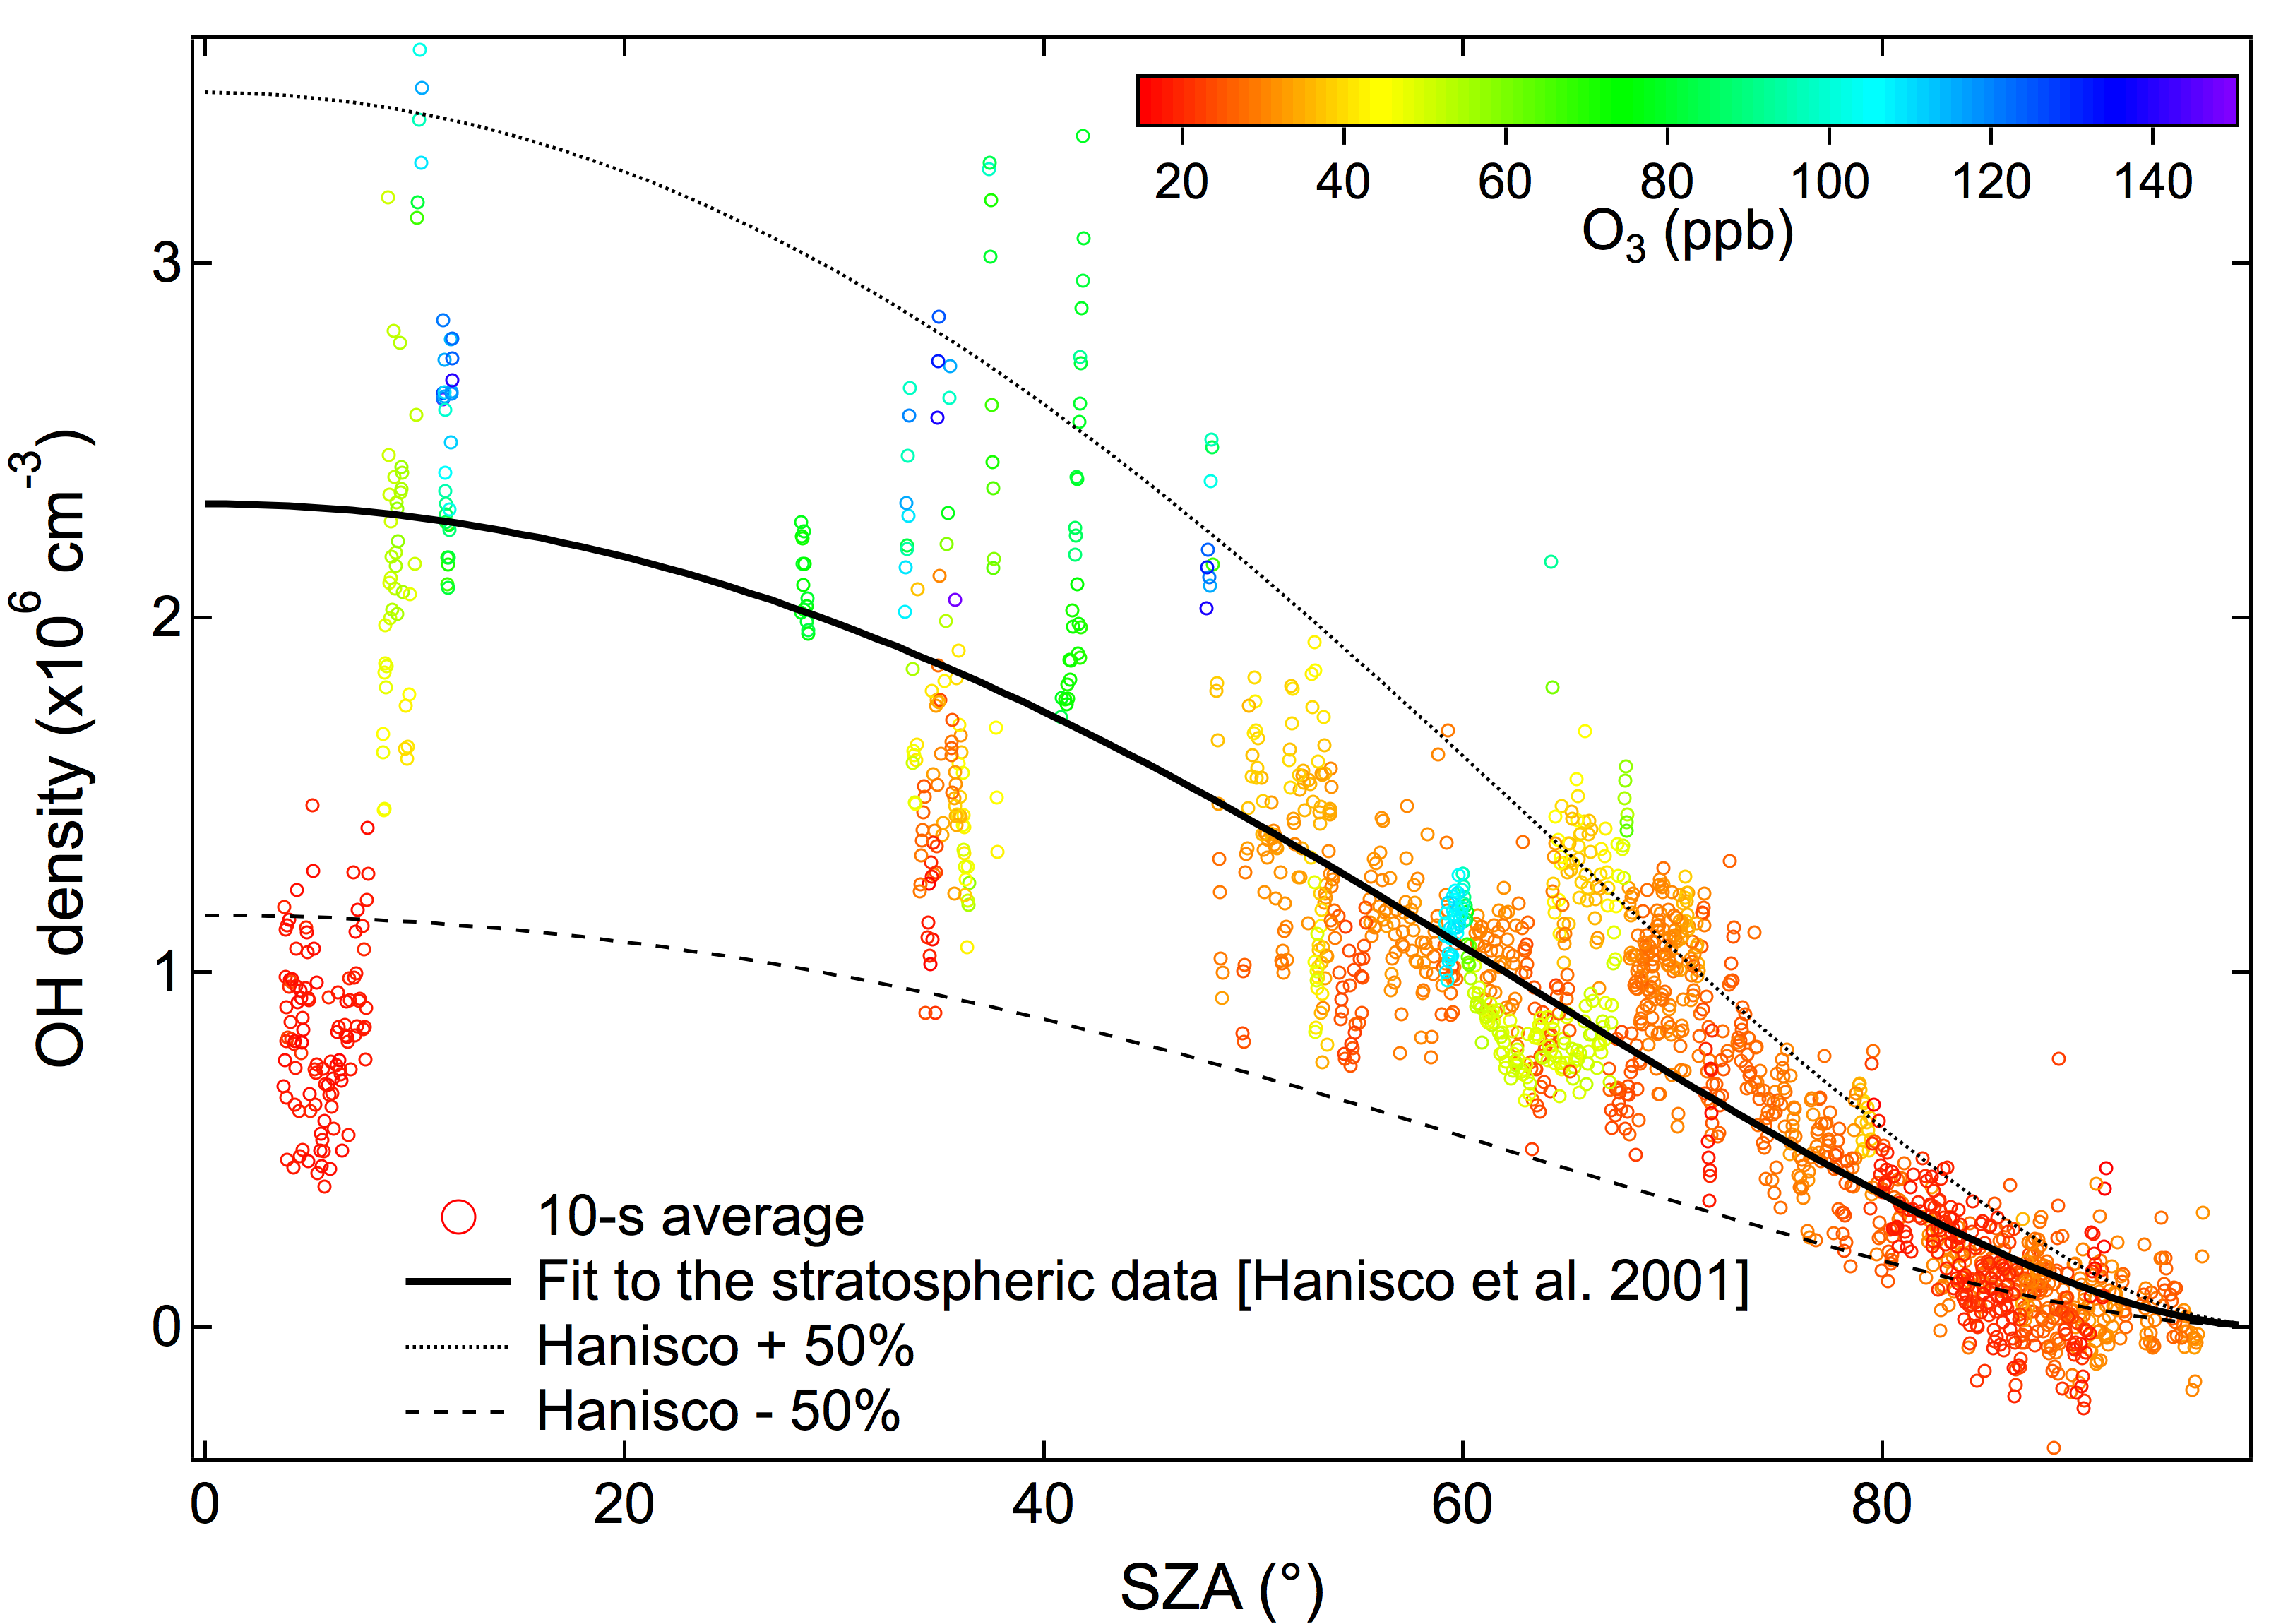 20 40 60 80 100 120 140
O3 (ppb)
3
2
1
0
OH density (x10^6 cm^-3)
10-s average
Fit to the stratospheric data [Hanisco et al. 2001]
Hanisco + 50%
Hanisco - 50%
0 20 40 60 80
SZA (°)